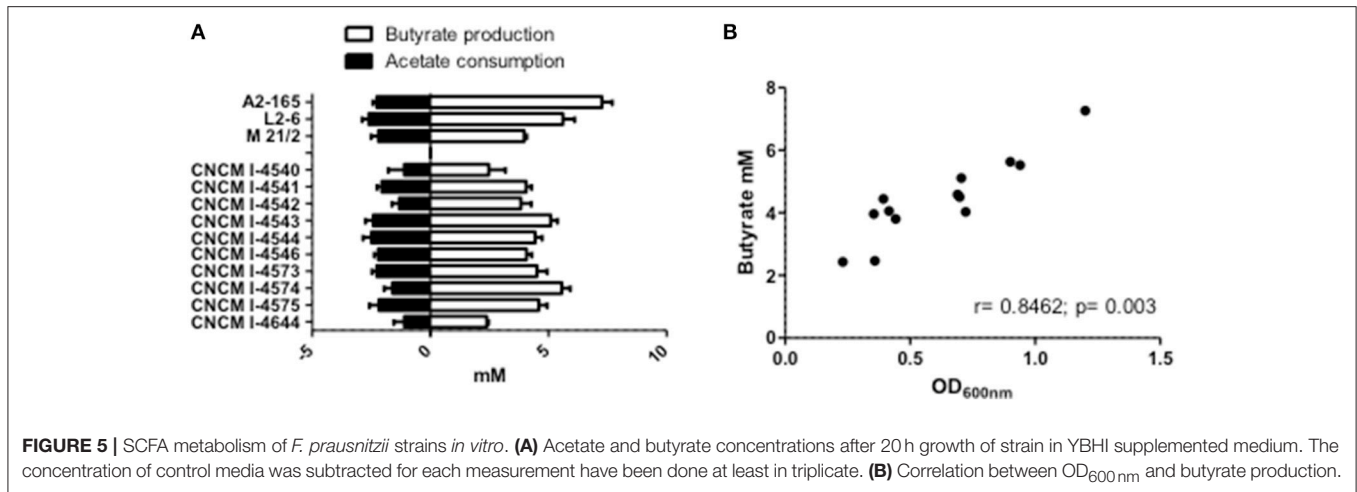 A
Butyrate production
Acetate consumption
A2-165
L2-6
M 21/2
CNCM I-4540
CNCM I-4541
CNCM I-4542
CNCM I-4543
CNCM I-4544
CNCM I-4546
CNCM I-4573
CNCM I-4574
CNCM I-4575
CNCM I-4644
-5 0 5 10
mM
B
Butyrate mM
8
6
4
2
0
0.0 0.5 1.0 1.5
r= 0.8462; p= 0.003
OD600nm
FIGURE 5 | SCFA metabolism of F. prausnitzii strains in vitro. (A) Acetate and butyrate concentrations after 20 h growth of strain in YBHI supplemented medium. The
concentration of control media was subtracted for each measurement have been done at least in triplicate. (B) Correlation between OD600 nm and butyrate production.